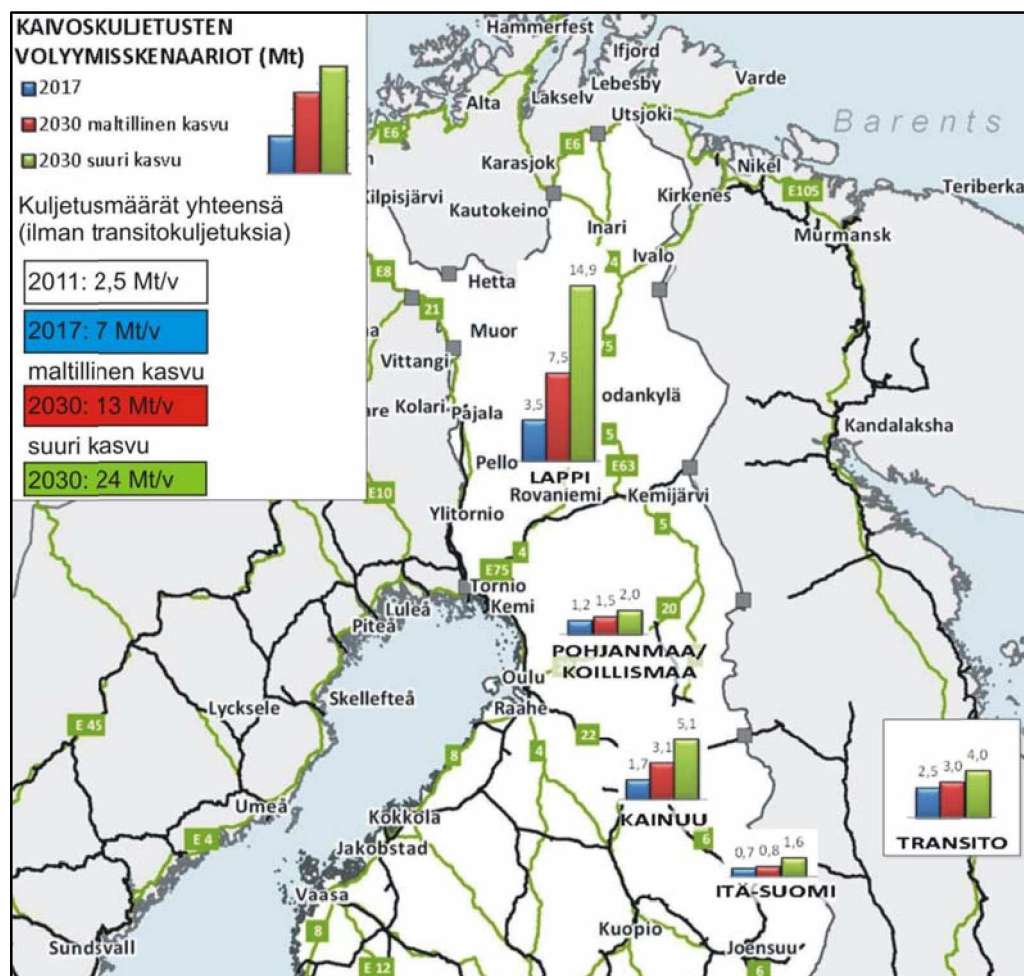 KAIVOSKULJETUSTEN
VOLYYMISSKENAARIOT (Mt)
2017
2030 maltillinen kasvu
2030 suuri kasvu
Kuljetusmäärät yhteensä
(ilman transitokuljetuksia)
2011: 2,5 Mt/v
2017: 7 Mt/v
maltillinen kasvu
2030: 13 Mt/v
suuri kasvu
2030: 24 Mt/v
Hammerfest
Ifjord
Lebesby
Lakselv
Varde
Alta
Utsjoki
Barents
E6
E6
Karasjok
Nikel
E105
Teriberka
Kilpisjärvi
Kautokeino
Kirkenes
Murmansk
Inari
Ivalo
4
E8
Hetta
14,9
21
Muor
75
Vittangi
7,5
3,5
odankylä
are
Kolari
Pajala
Kandalaksha
5
Pello
E63
LAPPI
E10
Rovaniemi
Kemijärvi
Ylitornio
5
4
E75
Tornio
Luleå
Kemi
1,2
1,5
2,0
20
Piteå
POHJANMAA/
KOILLISMAA
Oulu
Skellefteå
Lycksele
Raahe
E 45
22
5,1
8
4
1,7
3,1
2,5
3,0
4,0
Umeå
KAINUU
Kokkola
E 4
6
TRANSITO
Jakobstad
0,7
0,8
1,6
Vaasa
ITÄ-SUOMI
8
Kuopio
Sundsvall
Joensuu
E 12
6